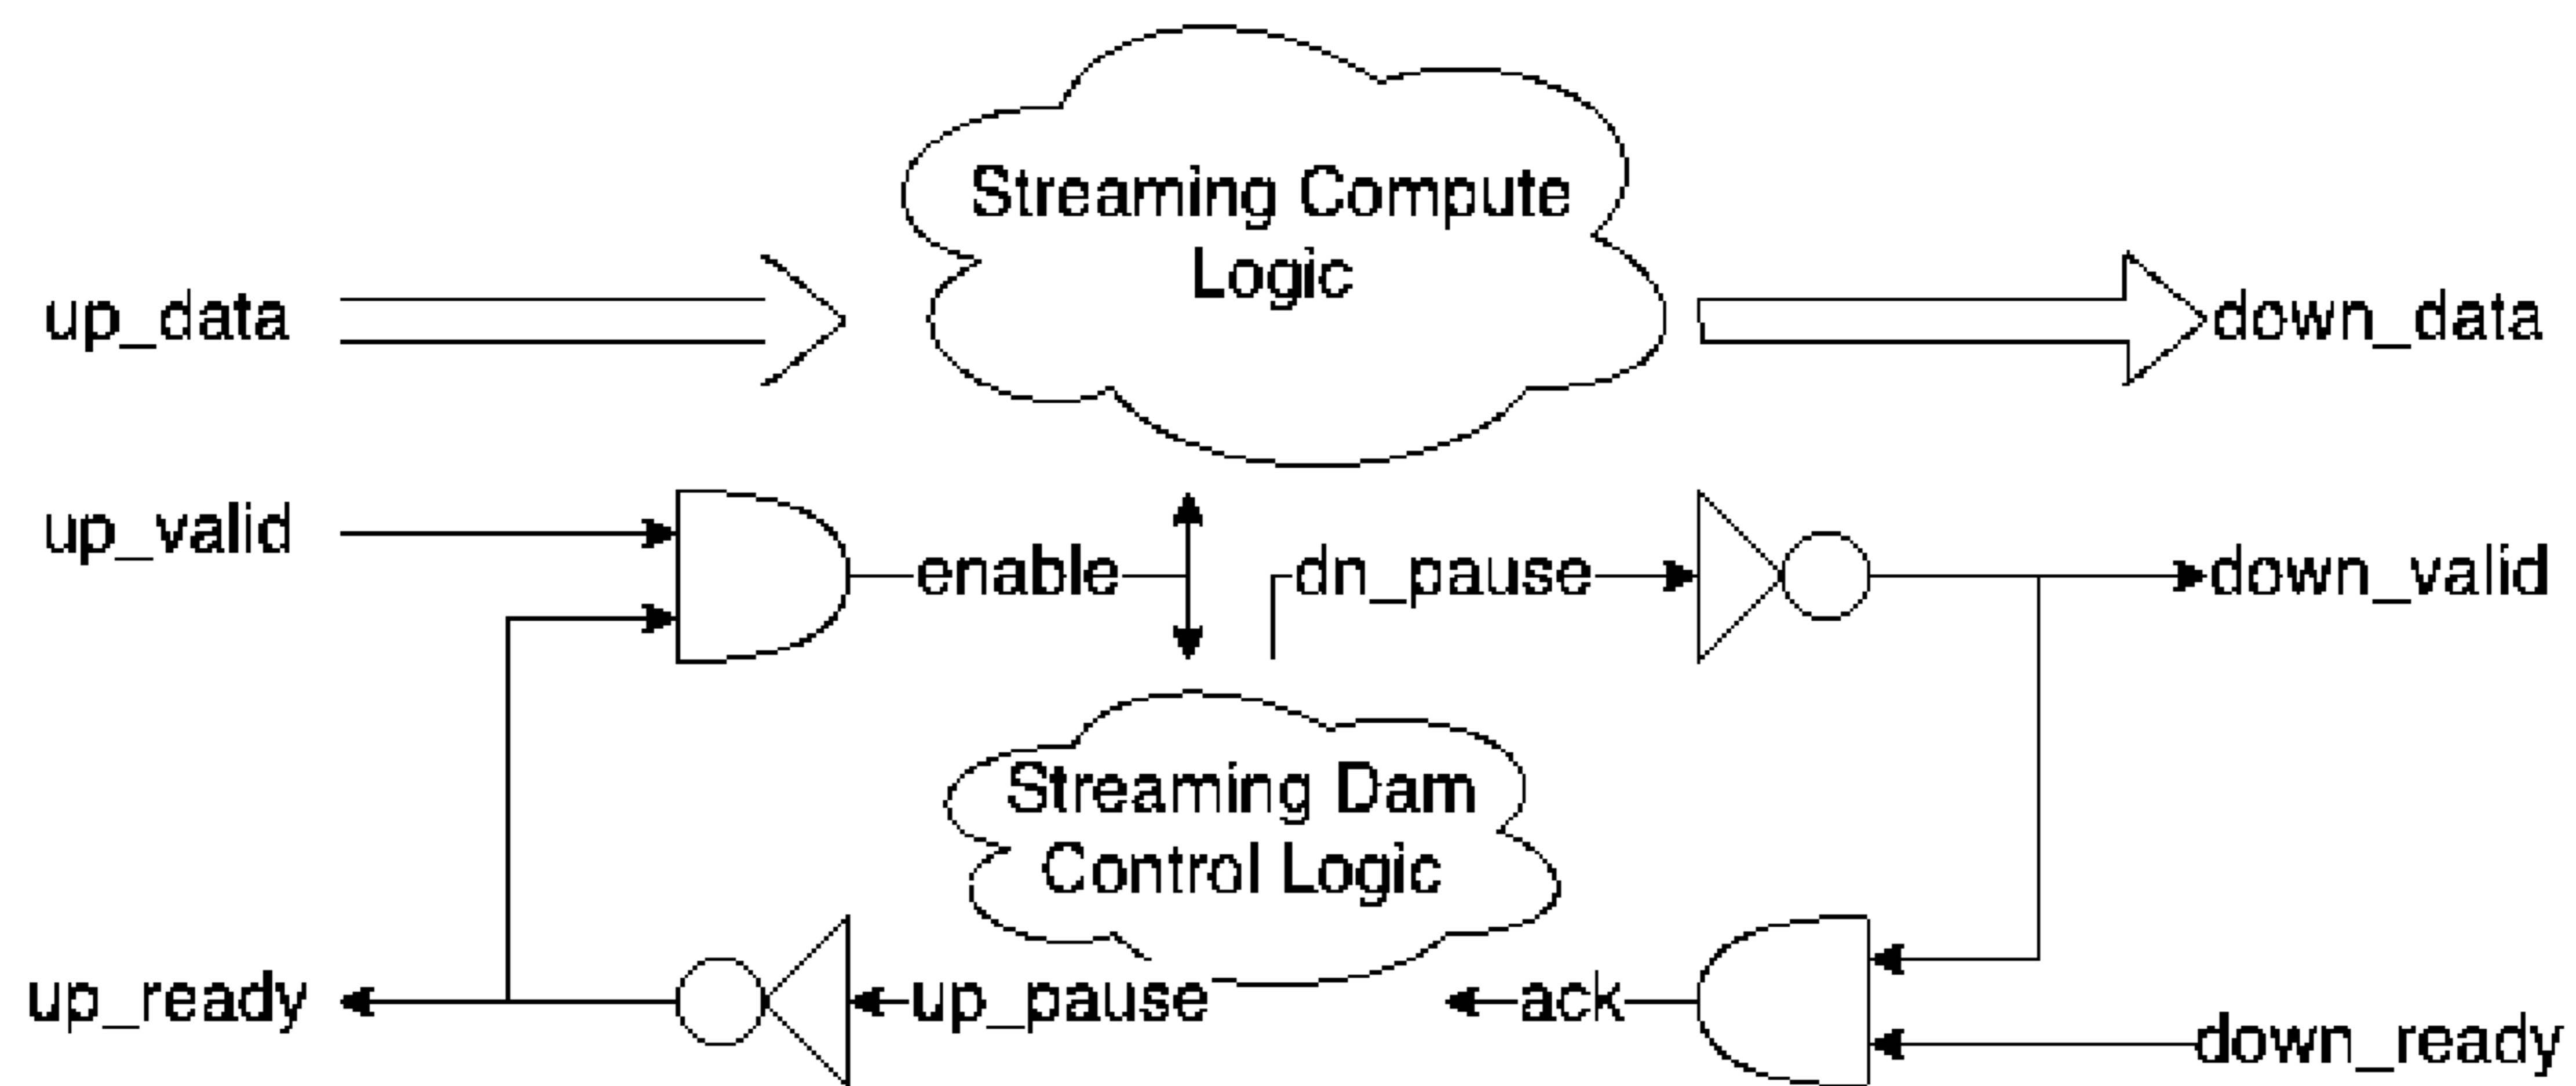 Streaming Compute
Logic
up_data
down_data
up_valid
enable
dn_pause
down_valid
Streaming Dam
Control Logic
up_ready
up_pause
ack
down_ready